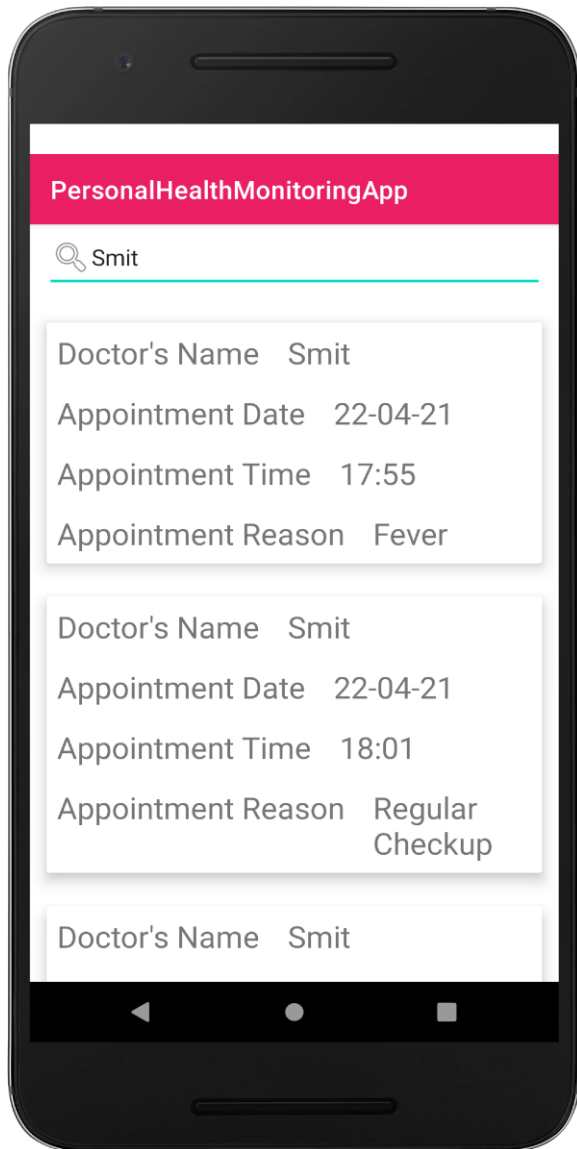 PersonalHealthMonitoringApp
Smit
Doctor's Name Smit
Appointment Date 22-04-21
Appointment Time 17:55
Appointment Reason Fever
Doctor's Name Smit
Appointment Date 22-04-21
Appointment Time 18:01
Appointment Reason Regular
Checkup
Doctor's Name Smit